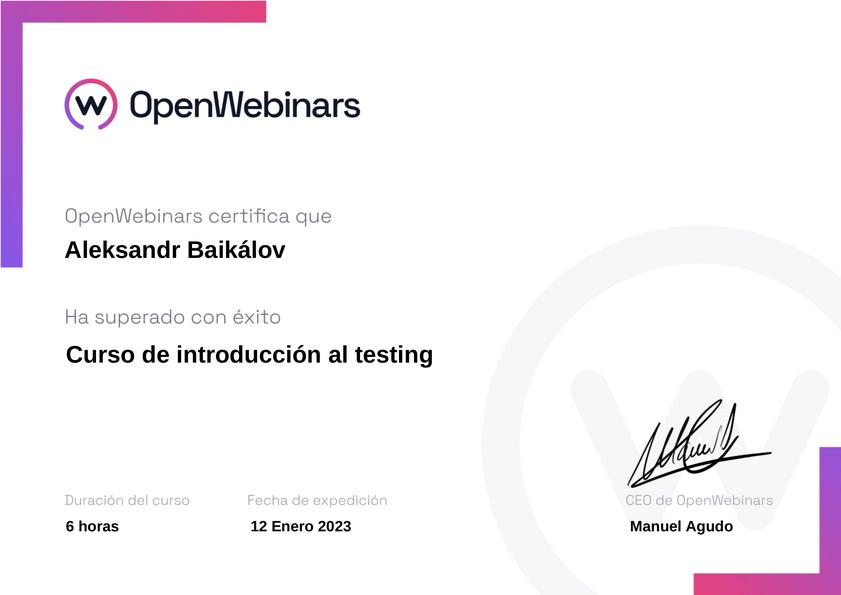 OpenWebinars
OpenWebinars certifica que
Aleksandr Baikálov
Ha superado con éxito
Curso de introducción al testing
Duración del curso
6 horas
Fecha de expedición
12 Enero 2023
CEO de OpenWebinars
Manuel Agudo